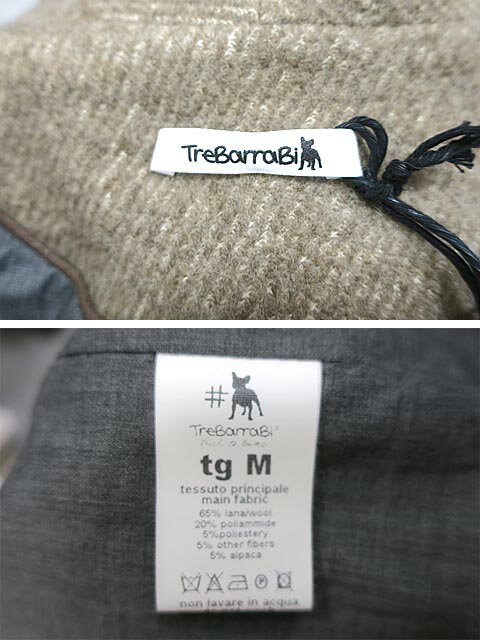 TreBarraBi
#
TreBarraBi
tg M
tessuto principale
main fabric
65% lana/wool
20% poliammide
5%poliestery
5% other fibers
5% alpaca
P
non lavare in acqua